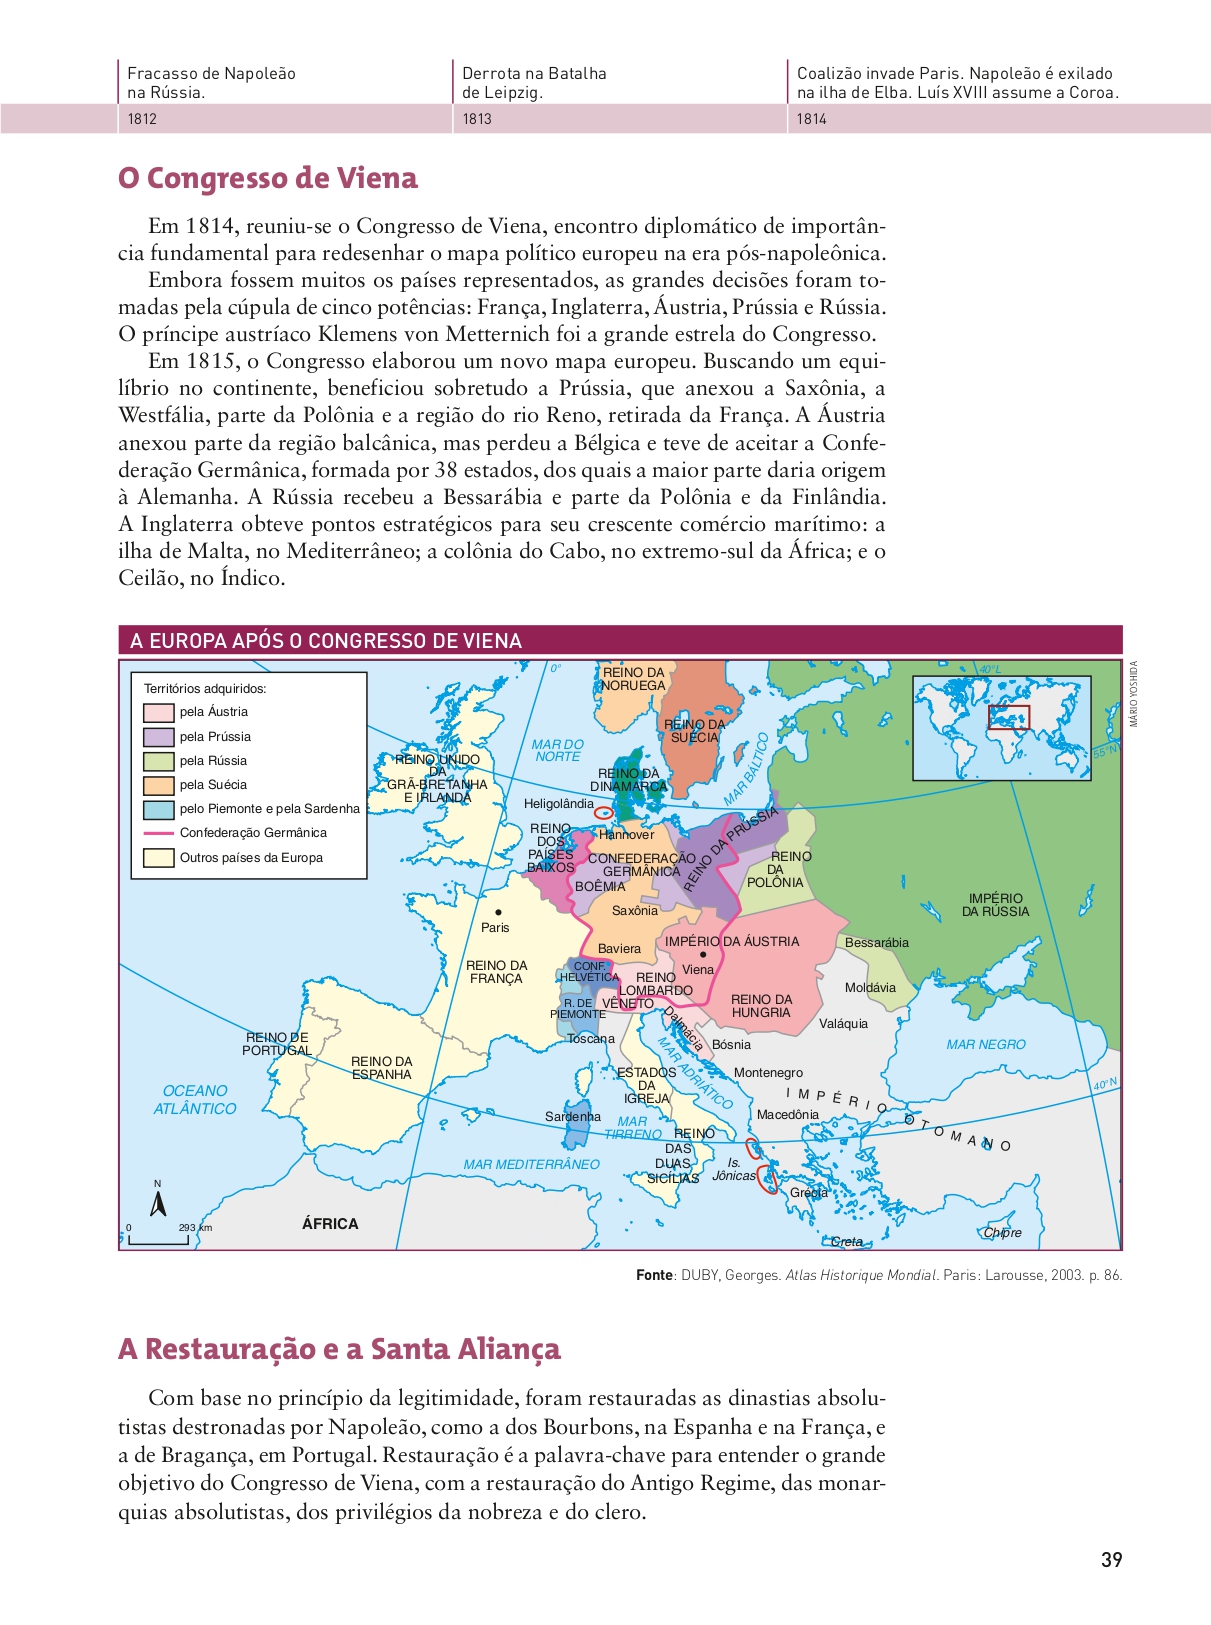 Fracasso de Napoleão
na Rússia.
1812
Derrota na Batalha
de Leipzig.
1813
Coalizão invade Paris. Napoleão é exilado
na ilha de Elba. Luís XVIII assume a Coroa.
1814
O Congresso de Viena
Em 1814, reuniu-se o Congresso de Viena, encontro diplomático de importân-
cia fundamental para redesenhar o mapa político europeu na era pós-napoleônica.
Embora fossem muitos os países representados, as grandes decisões foram to-
madas pela cúpula de cinco potências: França, Inglaterra, Áustria, Prússia e Rússia.
O príncipe austríaco Klemens von Metternich foi a grande estrela do Congresso.
Em 1815, o Congresso elaborou um novo mapa europeu. Buscando um equi-
líbrio no continente, beneficiou sobretudo a Prússia, que anexou a Saxônia, a
Westfália, parte da Polônia e a região do rio Reno, retirada da França. A Áustria
anexou parte da região balcânica, mas perdeu a Bélgica e teve de aceitar a Confe-
deração Germânica, formada por 38 estados, dos quais a maior parte daria origem
à Alemanha. A Rússia recebeu a Bessarábia e parte da Polônia e da Finlândia.
A Inglaterra obteve pontos estratégicos para seu crescente comércio marítimo: a
ilha de Malta, no Mediterrâneo; a colônia do Cabo, no extremo-sul da África; e o
Ceilão, no Índico.
A EUROPA APÓS O CONGRESSO DE VIENA
Territórios adquiridos:
pela Áustria
pela Prússia
pela Rússia
pela Suécia
pelo Piemonte e pela Sardenha
Confederação Germânica
Outros países da Europa
0°
40°L
55°N
40°N
MÁRIO YOSHIDA
REINO DA
NORUEGA
REINO DA
SUÉCIA
MAR DO
NORTE
MAR BÁLTICO
REINO UNIDO
DA
GRÃ-BRETANHA
E IRLANDA
REINO DA
DINAMARCA
Heligolândia
REINO
DOS
PAÍSES
BAIXOS
Hannover
CONFEDERAÇÃO
GERMÂNICA
BOÊMIA
REINO DA PRÚSSIA
REINO
DA
POLÔNIA
IMPÉRIO
DA RÚSSIA
Saxônia
Paris
Baviera
IMPÉRIO DA ÁUSTRIA
Viena
Bessarábia
REINO DA
FRANÇA
CONF.
HELVÉTICA
REINO
LOMBARDO
VÊNETO
R. DE
PIEMONTE
REINO DA
HUNGRIA
Moldávia
Valáquia
Toscana
Dalmácia
Bósnia
MAR NEGRO
REINO DE
PORTUGAL
REINO DA
ESPANHA
MAR ADRIÁTICO
Montenegro
ESTADOS
DA
IGREJA
OCEANO
ATLÂNTICO
Sardenha
MAR
TIRRENO
Macedônia
IMPÉRIO OTOMANO
REINO
DAS
DUAS
SICÍLIAS
MAR MEDITERRÂNEO
Is.
Jônicas
Grécia
Creta
Chipre
ÁFRICA
N
0
293 km
Fonte: DUBY, Georges. Atlas Historique Mondial. Paris: Larousse, 2003. p. 86.
A Restauração e a Santa Aliança
Com base no princípio da legitimidade, foram restauradas as dinastias absolu-
tistas destronadas por Napoleão, como a dos Bourbons, na Espanha e na França, e
a de Bragança, em Portugal. Restauração é a palavra-chave para entender o grande
objetivo do Congresso de Viena, com a restauração do Antigo Regime, das monar-
quias absolutistas, dos privilégios da nobreza e do clero.
39